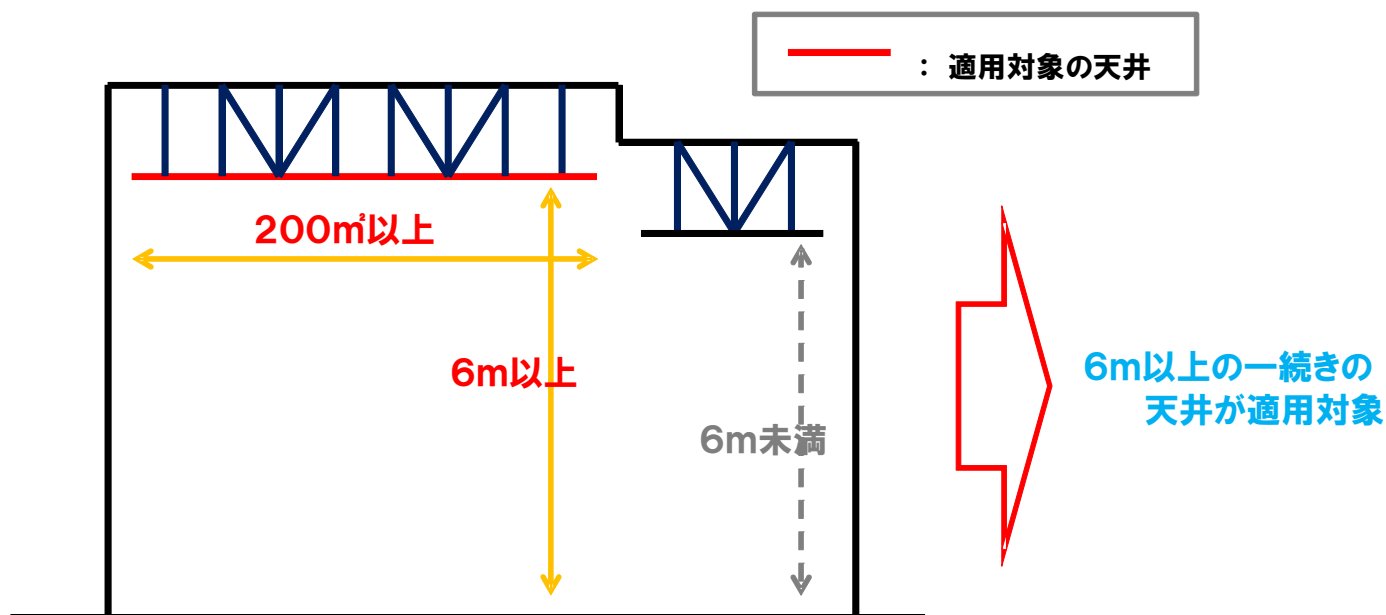 ： 適用対象の天井
200㎡以上
6m以上
6m未満
6m以上の一続きの
天井が適用対象